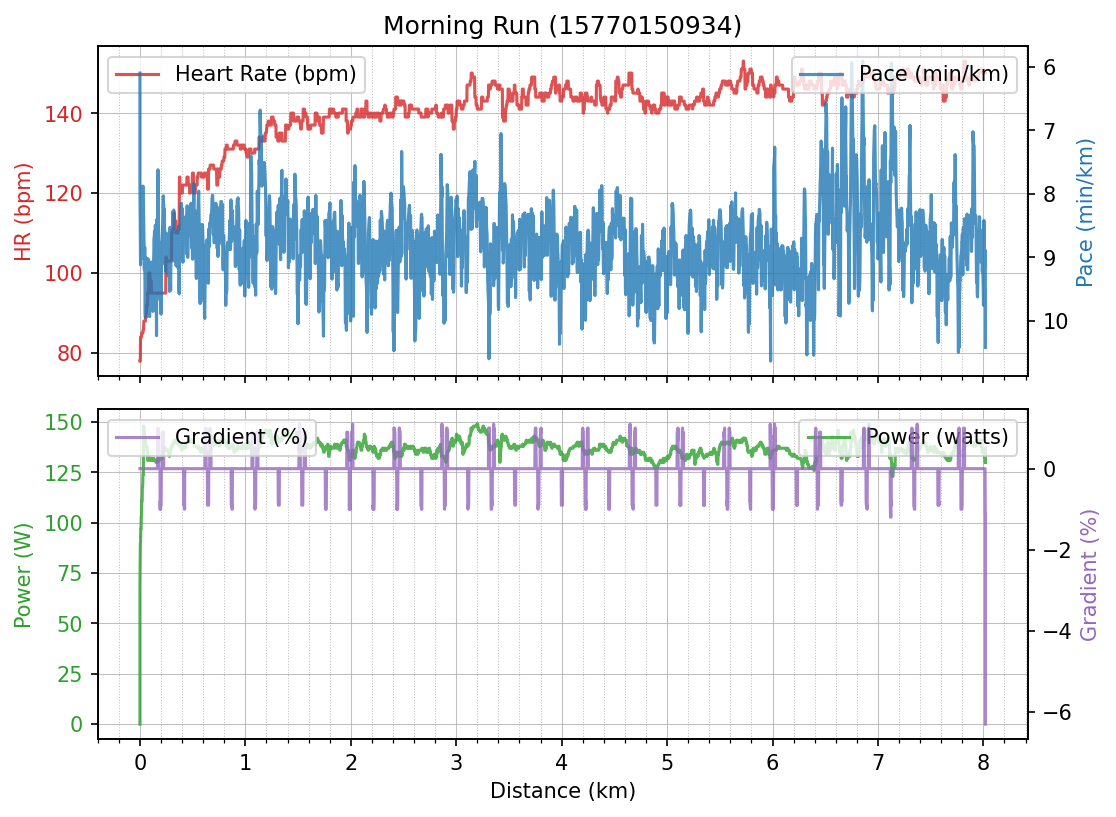 Morning Run (15770150934)
Heart Rate (bpm)
Pace (min/km)
HR (bpm)
140
120
100
80
Pace (min/km)
6
7
8
9
10
Gradient (%)
Power (watts)
Power (W)
150
125
100
75
50
25
0
Gradient (%)
0
−2
−4
−6
0 1 2 3 4 5 6 7 8
Distance (km)